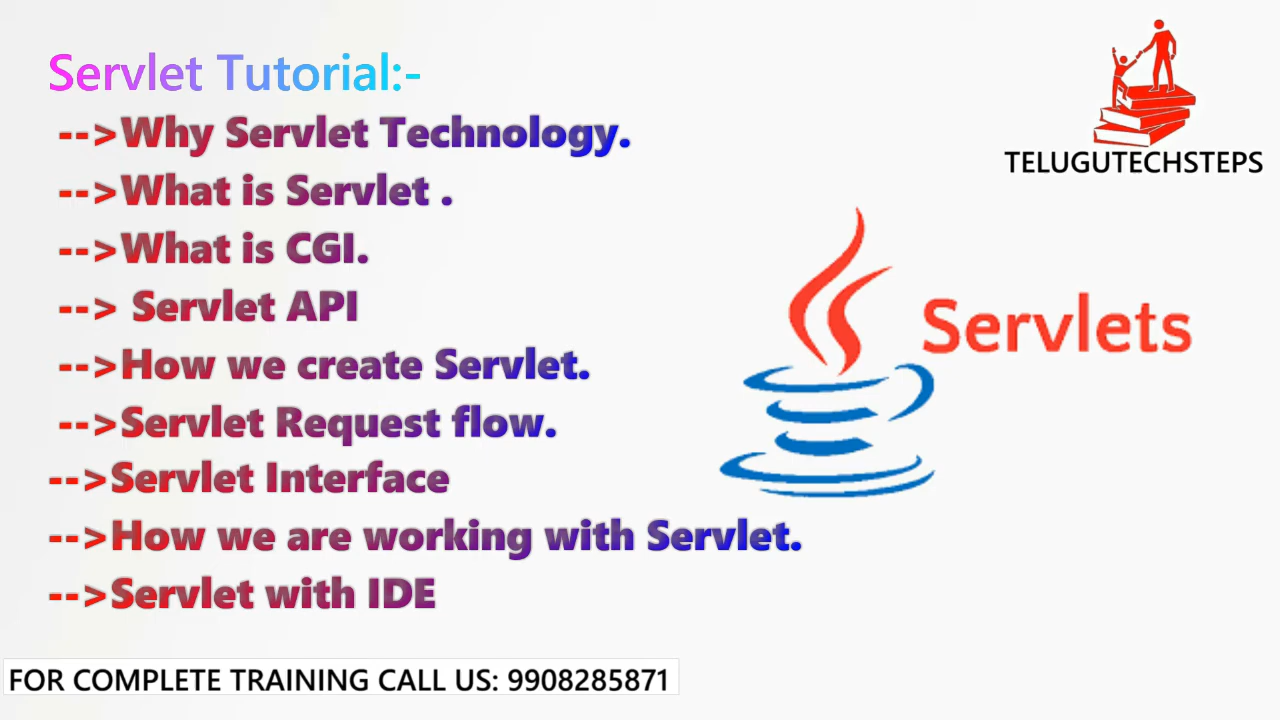 Servlet Tutorial:-
-->Why Servlet Technology.
-->What is Servlet .
-->What is CGI.
--> Servlet API
-->How we create Servlet.
-->Servlet Request flow.
-->Servlet Interface
-->How we are working with Servlet.
-->Servlet with IDE
TELUGUTECHSTEPS
Servlets
FOR COMPLETE TRAINING CALL US: 9908285871